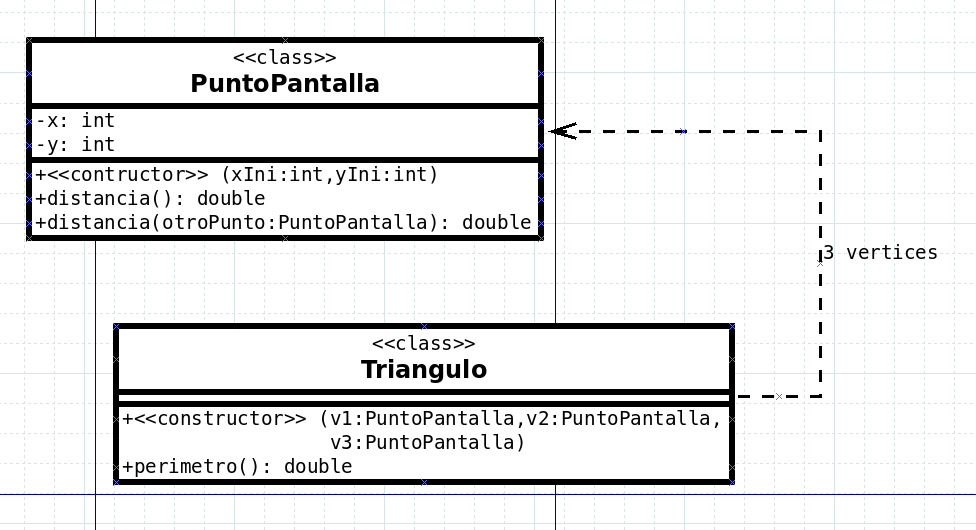 <<class>>
PuntoPantalla
-x: int
-y: int
+<<contructor>> (xIni:int,yIni:int)
+distancia(): double
+distancia(otroPunto:PuntoPantalla): double
3 vertices
<<class>>
Triangulo
+<<constructor>> (v1:PuntoPantalla,v2:PuntoPantalla,
v3:PuntoPantalla)
+perimetro(): double